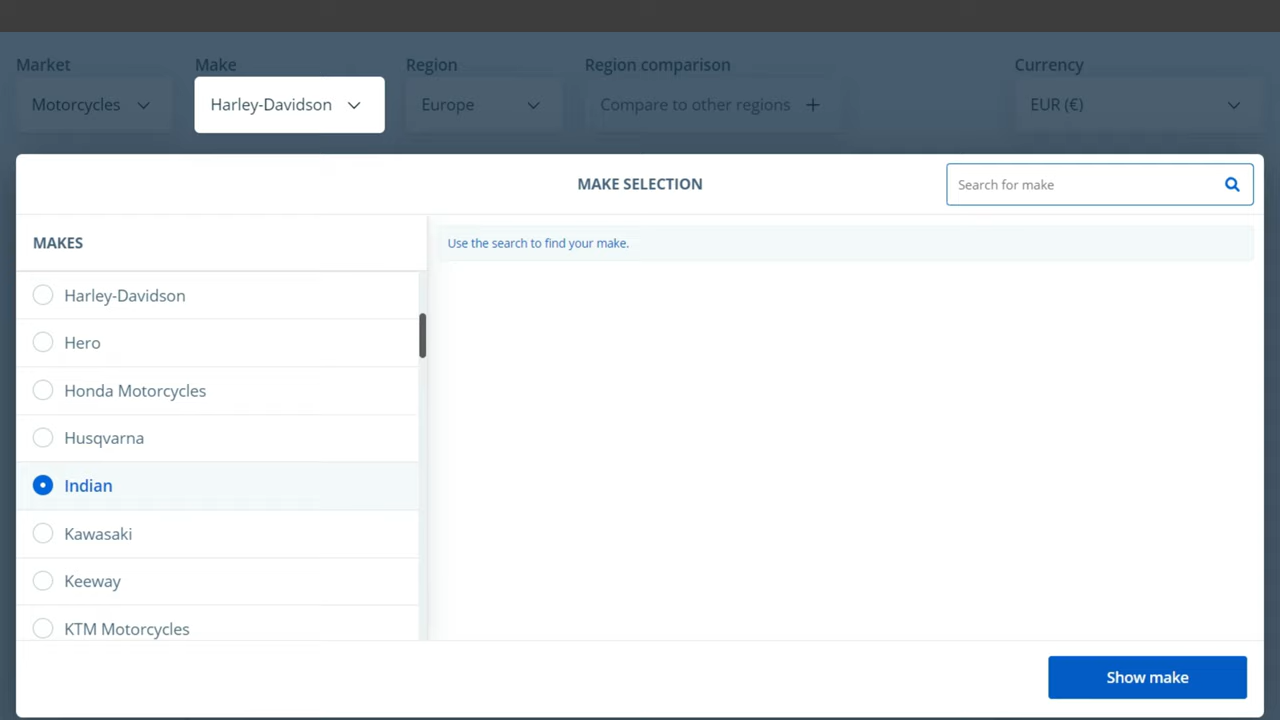 Market Make Region Region comparison Currency
Motorcycles Harley-Davidson Europe Compare to other regions EUR (€)
MAKE SELECTION Search for make
MAKES
Use the search to find your make.
Harley-Davidson
Hero
Honda Motorcycles
Husqvarna
Indian
Kawasaki
Keeway
KTM Motorcycles
Show make